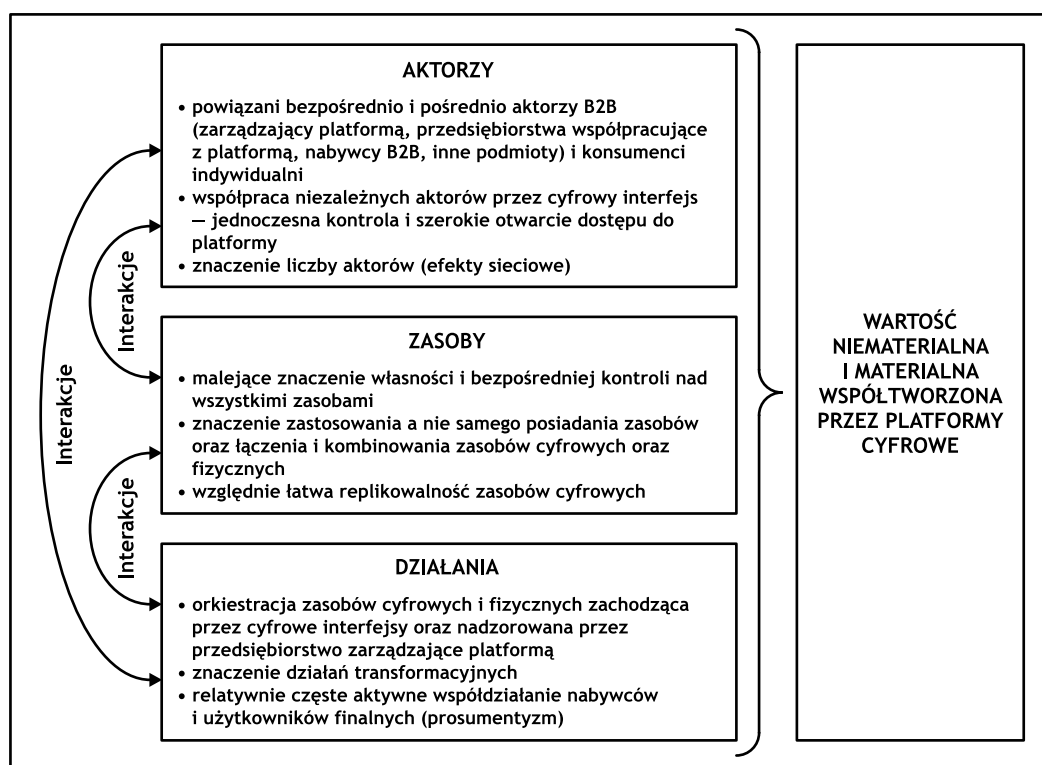 AKTORZY
• powiązani bezpośrednio i pośrednio aktorzy B2B
(zarządzający platformą, przedsiębiorstwa współpracujące
z platformą, nabywcy B2B, inne podmioty) i konsumenci
indywidualni
• współpraca niezależnych aktorów przez cyfrowy interfejs
— jednoczesna kontrola i szerokie otwarcie dostępu do
platformy
• znaczenie liczby aktorów (efekty sieciowe)
Interakcje
Interakcje
ZASOBY
• malejące znaczenie własności i bezpośredniej kontroli nad
wszystkimi zasobami
• znaczenie zastosowania a nie samego posiadania zasobów
oraz łączenia i kombinowania zasobów cyfrowych oraz
fizycznych
• względnie łatwa replikowalność zasobów cyfrowych
Interakcje
DZIAŁANIA
• orkiestracja zasobów cyfrowych i fizycznych zachodząca
przez cyfrowe interfejsy oraz nadzorowana przez
przedsiębiorstwo zarządzające platformą
• znaczenie działań transformacyjnych
• relatywnie częste aktywne współdziałanie nabywców
i użytkowników finalnych (prosumentyzm)
WARTOŚĆ
NIEMATERIALNA
I MATERIALNA
WSPÓŁTWORZONA
PRZEZ PLATFORMY
CYFROWE